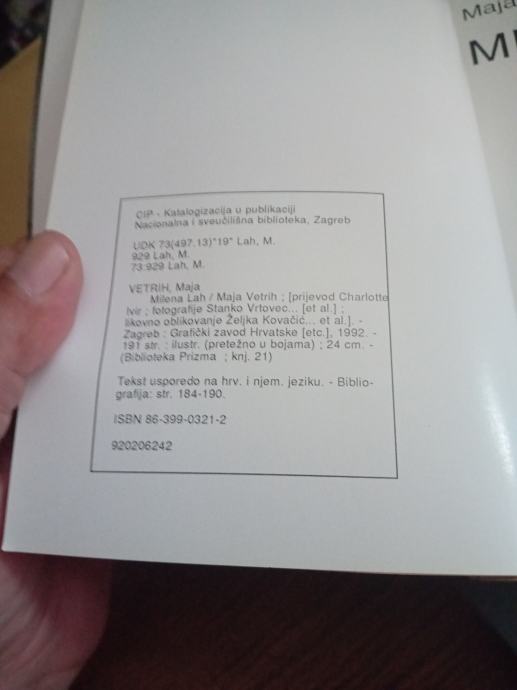 Maja
CIP - Katalogizacija u publikaciji
Nacionalna i sveučilišna biblioteka, Zagreb
UDK 73(497.13)"19" Lah, M.
929 Lah, M.
73:929 Lah, M.
VETRIH, Maja
Milena Lah / Maja Vetrih ; [prijevod Charlotte
Ivir ; fotografije Stanko Vrtovec... [et al.] ;
likovno oblikovanje Željka Kovačić... et al.]. -
Zagreb : Grafički zavod Hrvatske [etc.], 1992. -
191 str. : ilustr. (pretežno u bojama) ; 24 cm. -
(Biblioteka Prizma ; knj. 21)
Tekst usporedo na hrv. i njem. jeziku. - Biblio-
grafija: str. 184-190.
ISBN 86-399-0321-2
920206242